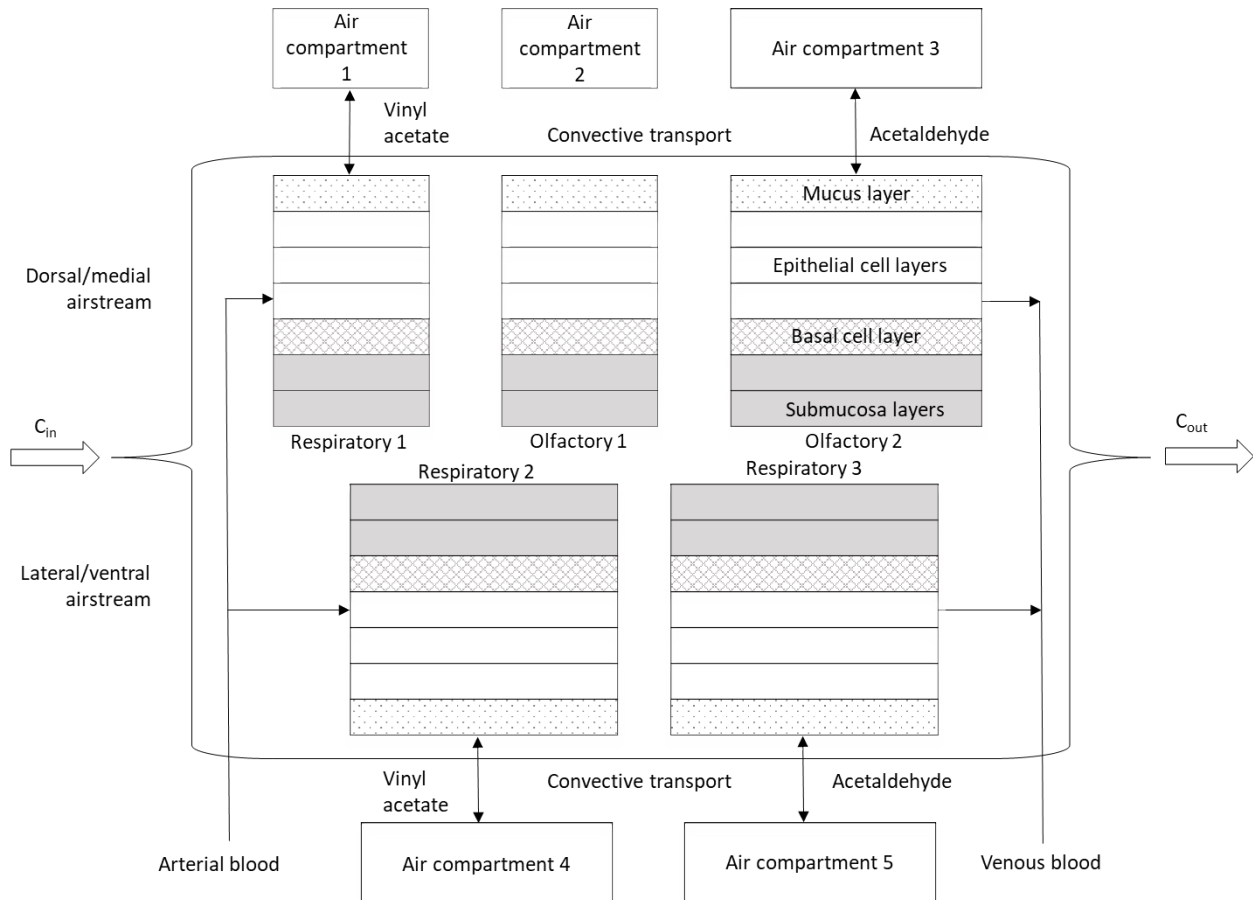 Air
compartment
1
Air
compartment
2
Air compartment 3
Vinyl
acetate
Convective transport
Acetaldehyde
Mucus layer
Epithelial cell layers
Dorsal/medial
airstream
Basal cell layer
Submucosa layers
C_in
C_out
Respiratory 1
Olfactory 1
Olfactory 2
Respiratory 2
Respiratory 3
Lateral/ventral
airstream
Vinyl
acetate
Convective transport
Acetaldehyde
Arterial blood
Air compartment 4
Air compartment 5
Venous blood